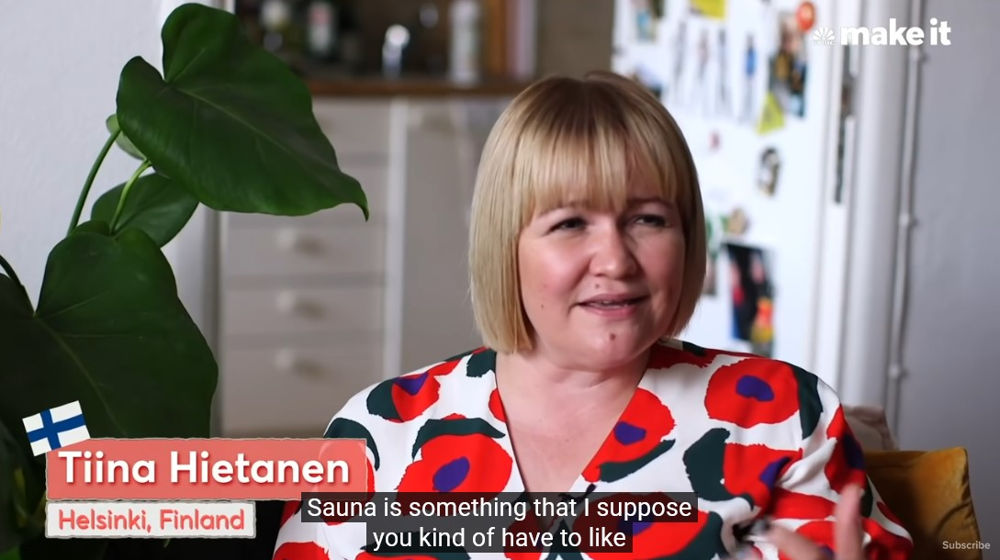 make it
Tiina Hietanen
Helsinki, Finland
Sauna is something that I suppose
you kind of have to like
Subscribe